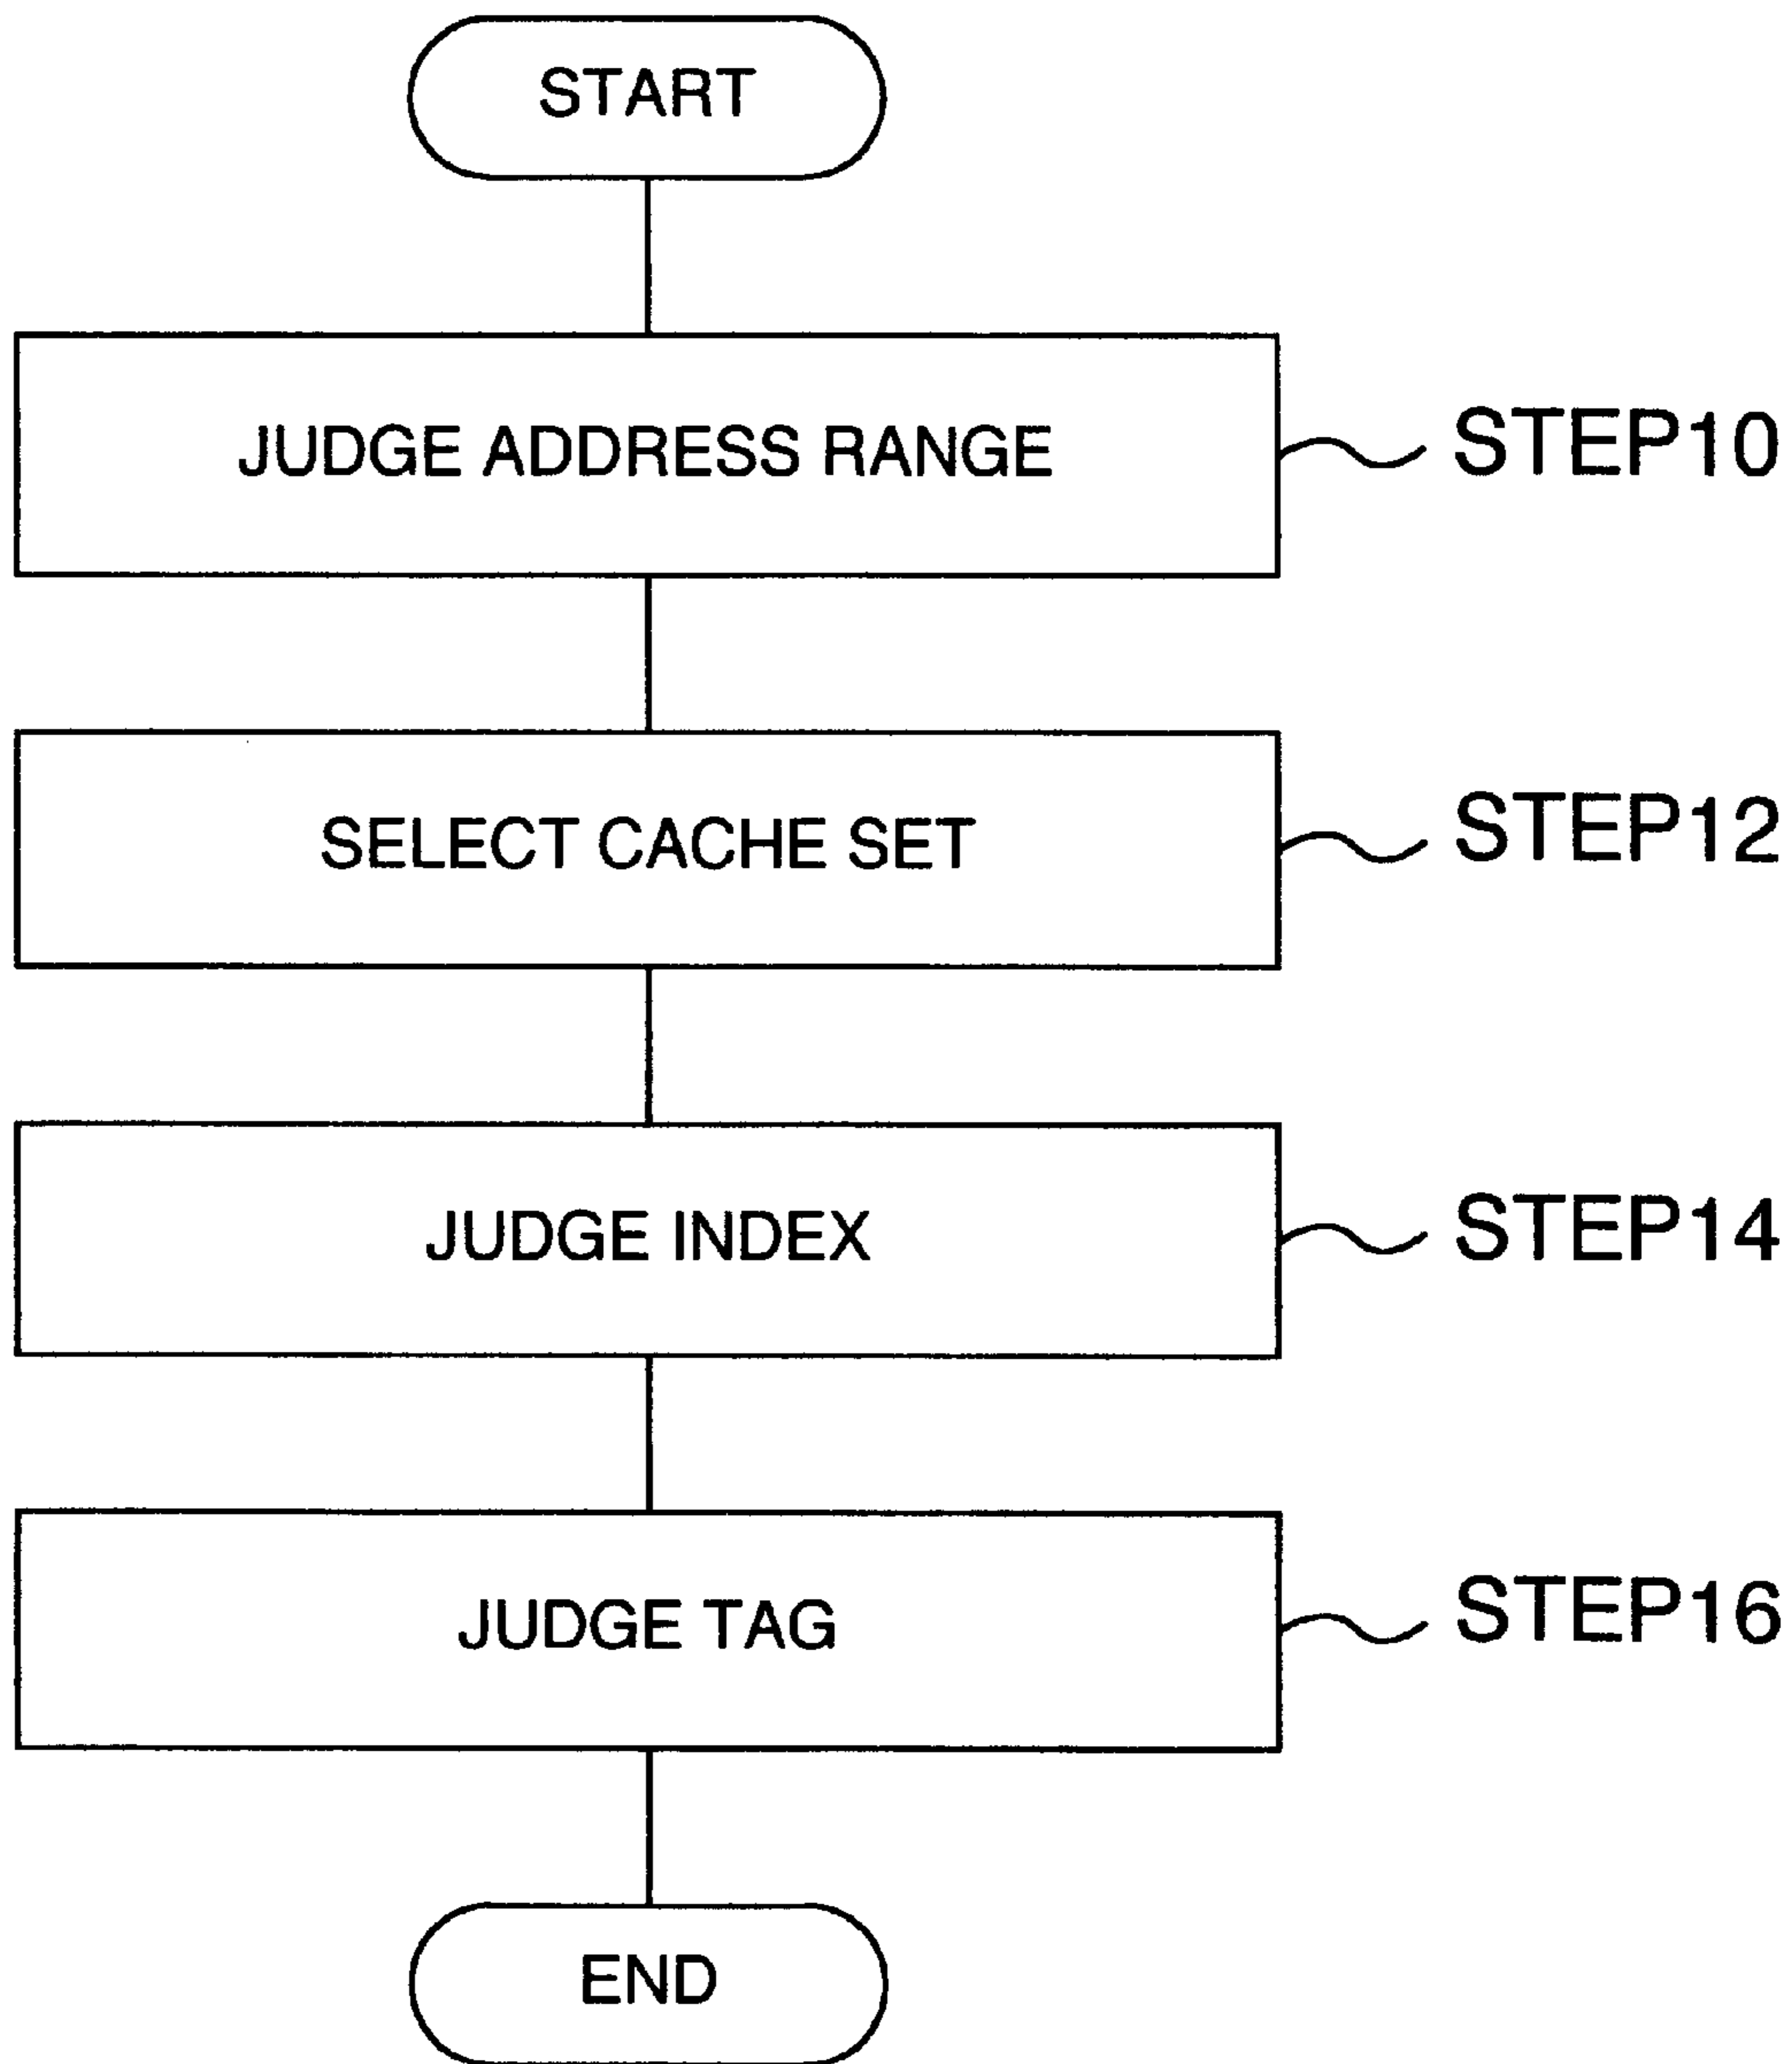 START
JUDGE ADDRESS RANGE
STEP10
SELECT CACHE SET
STEP12
JUDGE INDEX
STEP14
JUDGE TAG
STEP16
END